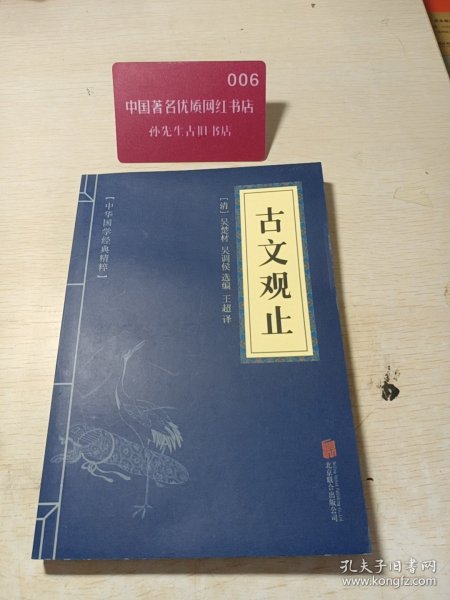 006
中国著名优质网红书店
孙先生古旧书店
古文观止
[清] 吴楚材 吴调侯 选编 王超 译
【中华国学经典精粹】
北京联合出版公司
孔夫子旧书网
www.kongfz.com